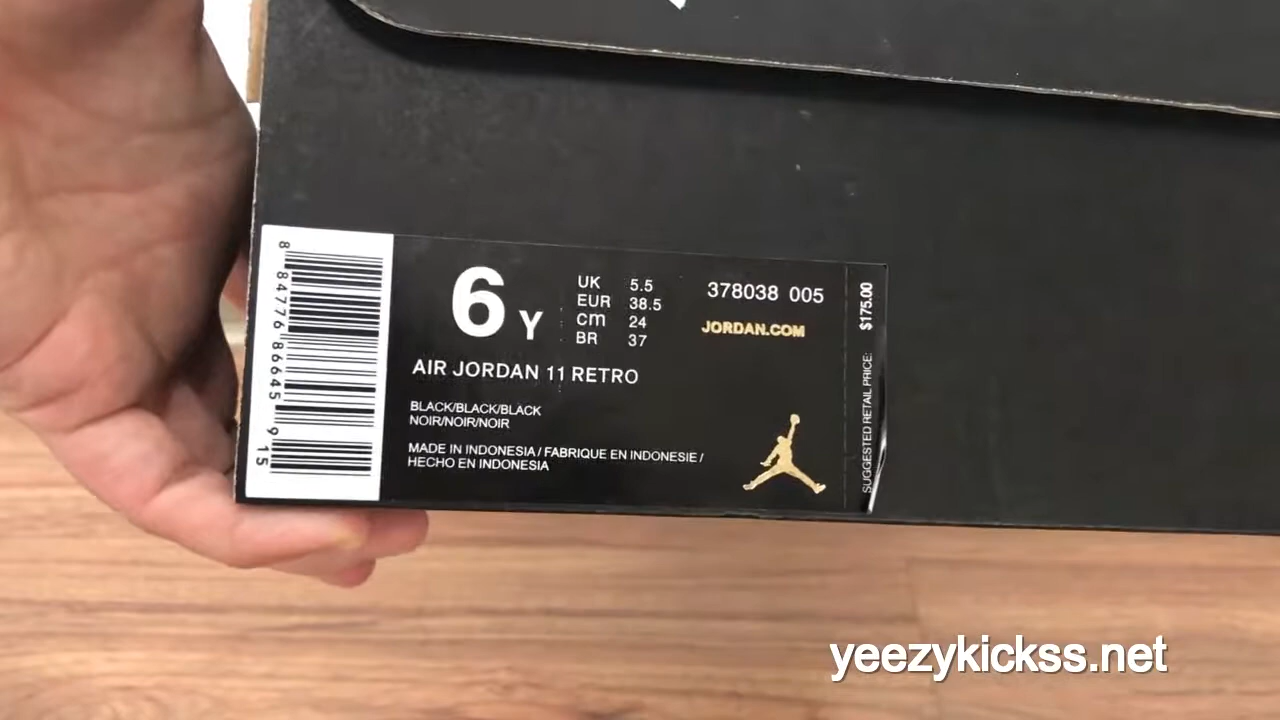 8 84776 86645 9 15
6 Y
UK 5.5
EUR 38.5
cm 24
BR 37
378038 005
JORDAN.COM
AIR JORDAN 11 RETRO
BLACK/BLACK/BLACK
NOIR/NOIR/NOIR
MADE IN INDONESIA / FABRIQUE EN INDONESIE /
HECHO EN INDONESIA
SUGGESTED RETAIL PRICE: $175.00
yeezykickss.net